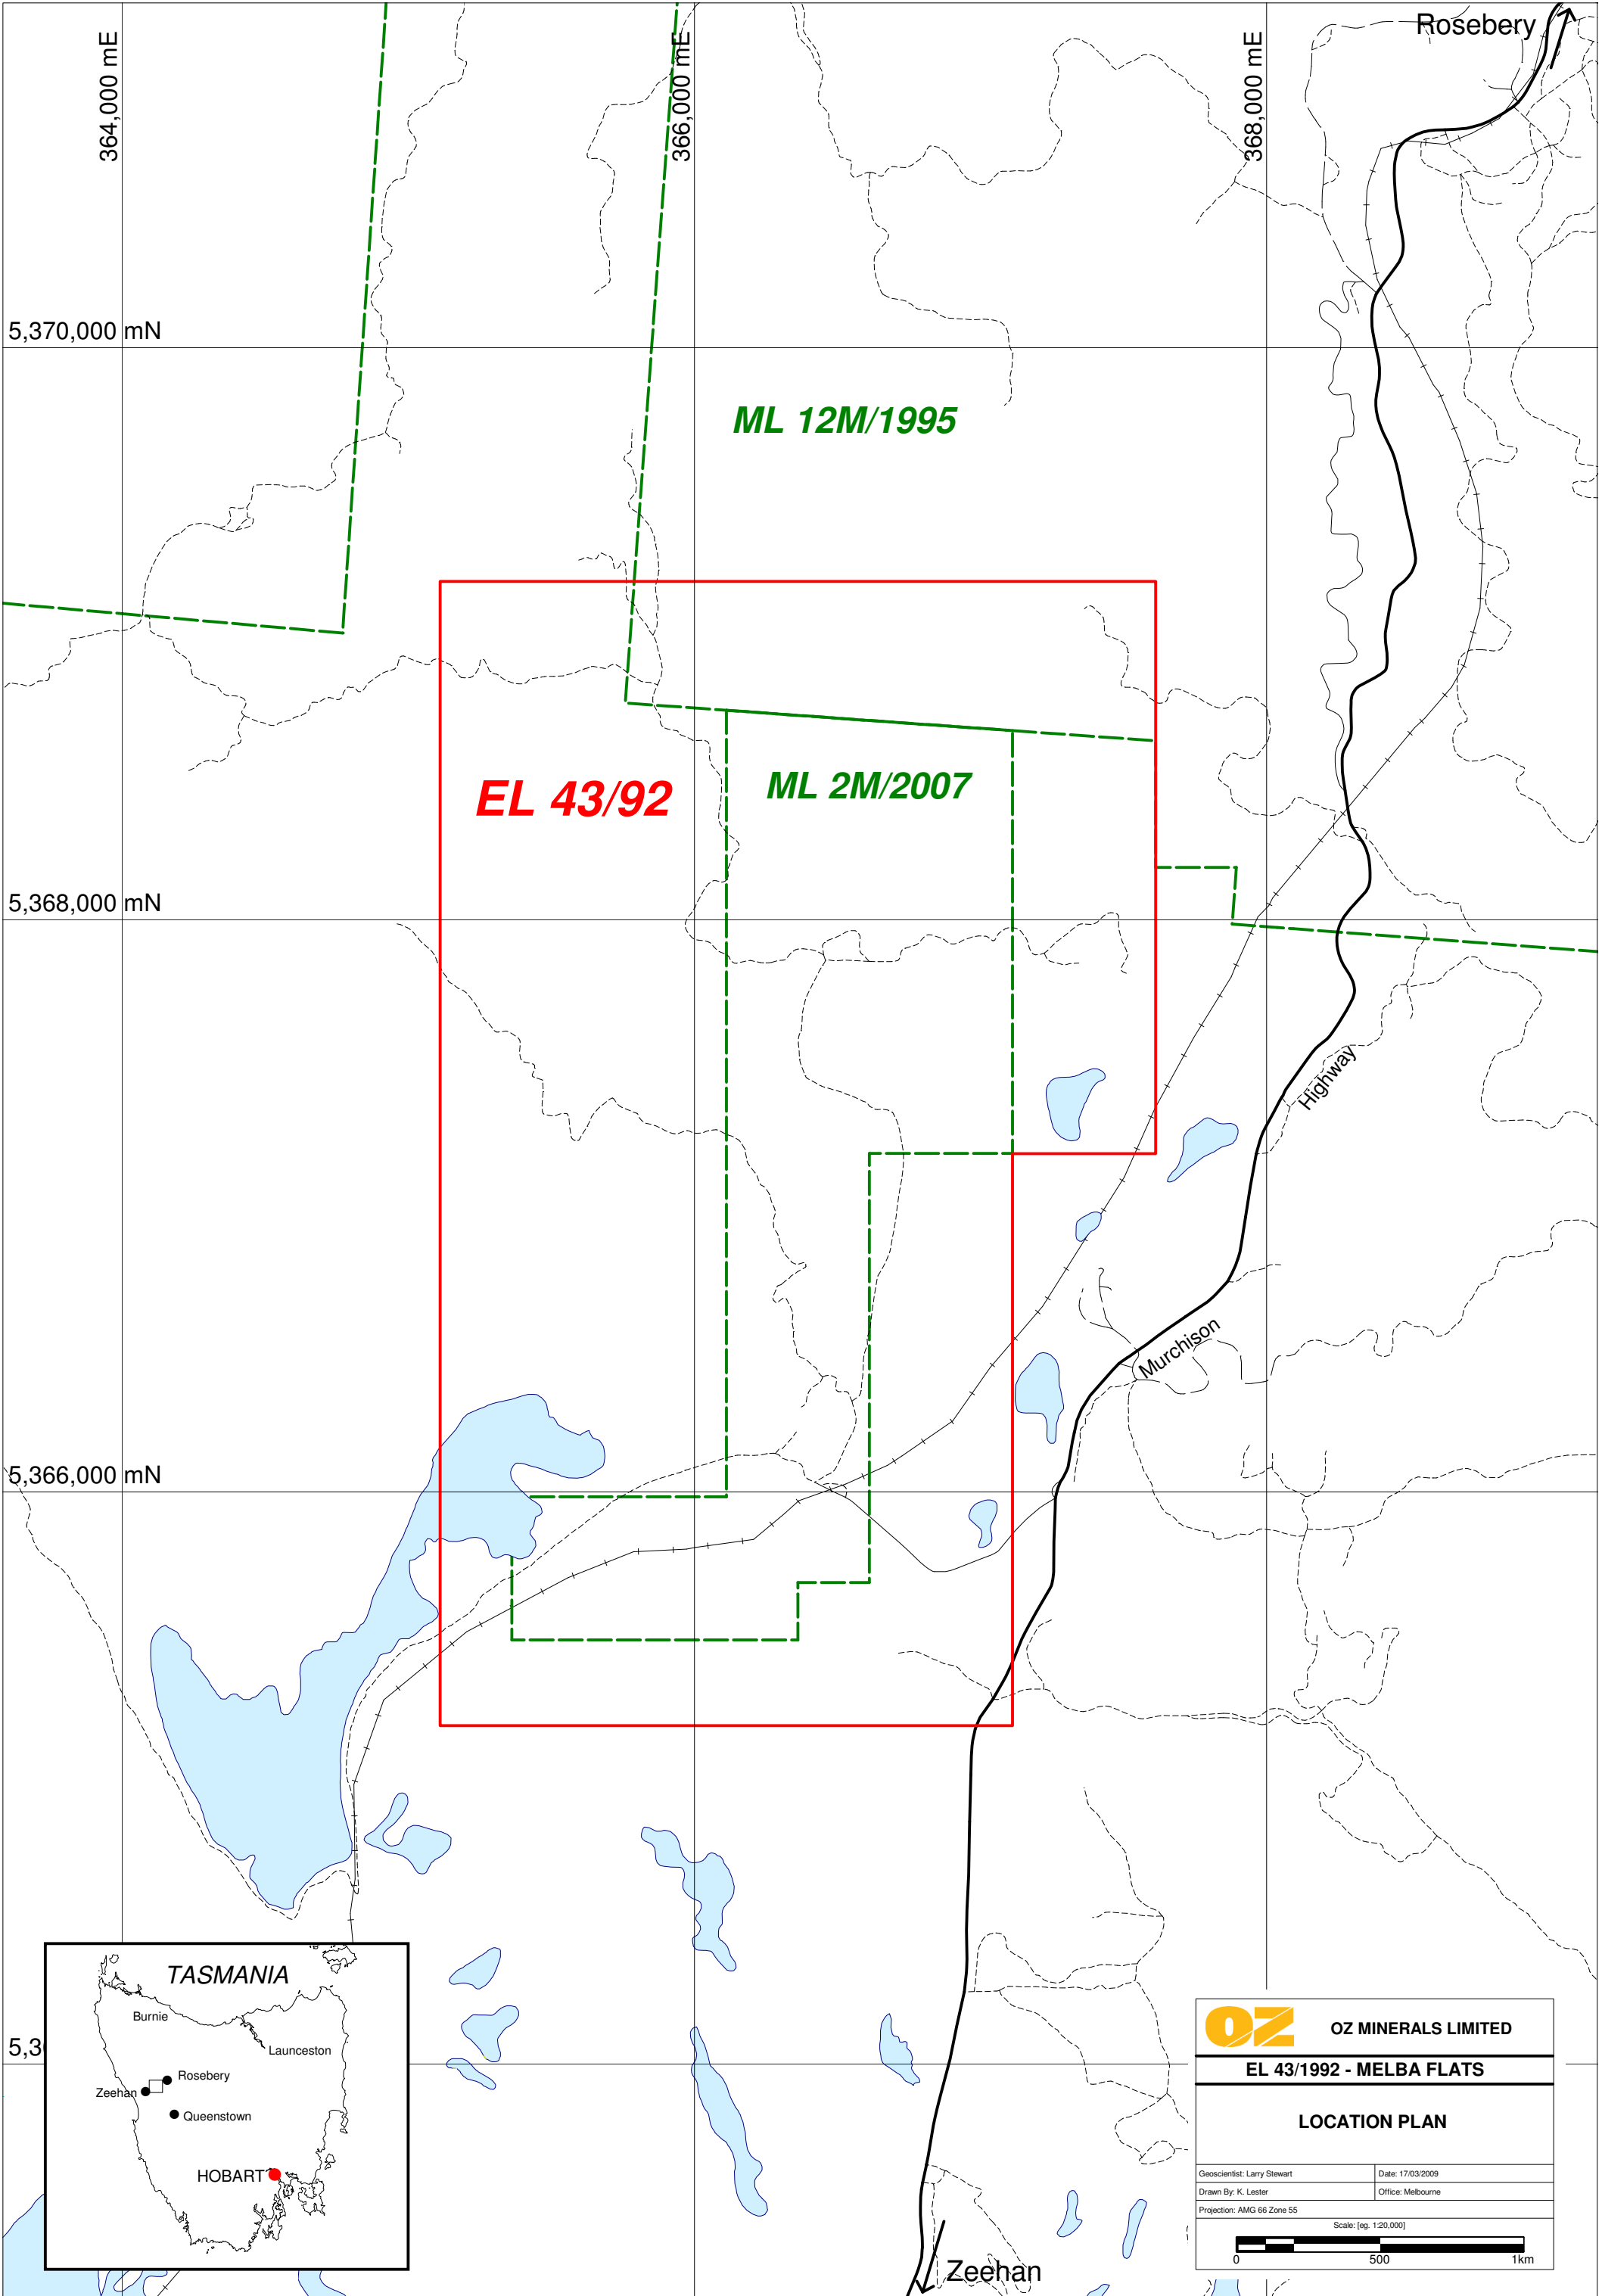 364,000 mE
366,000 mE
368,000 mE
Rosebery
5,370,000 mN
ML 12M/1995
EL 43/92
ML 2M/2007
5,368,000 mN
Highway
Murchison
5,366,000 mN
TASMANIA
Burnie
Launceston
Rosebery
Zeehan
Queenstown
HOBART
5,3
Zeehan
OZ
OZ MINERALS LIMITED
EL 43/1992 - MELBA FLATS
LOCATION PLAN
Geoscientist: Larry Stewart
Date: 17/03/2009
Drawn By: K. Lester
Office: Melbourne
Projection: AMG 66 Zone 55
Scale: [eg. 1:20,000]
0 500 1km